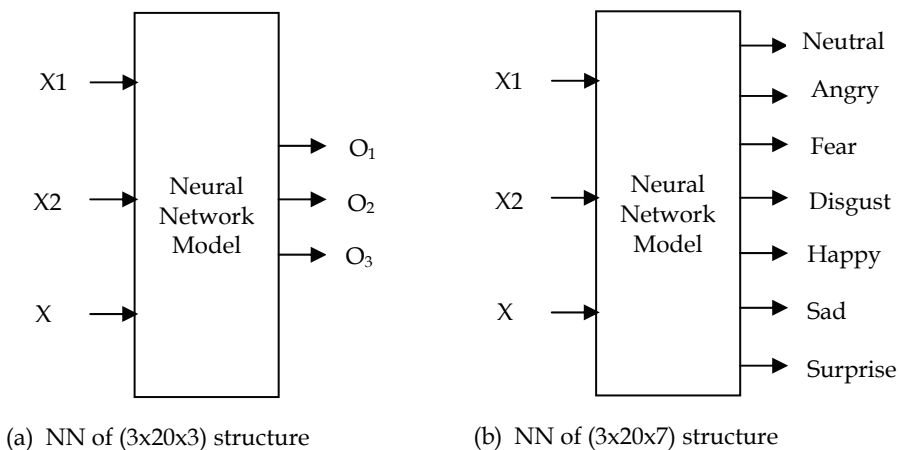 X1
X2
X
Neural
Network
Model
O₁
O₂
O₃
(a) NN of (3x20x3) structure
X1
X2
X
Neural
Network
Model
Neutral
Angry
Fear
Disgust
Happy
Sad
Surprise
(b) NN of (3x20x7) structure